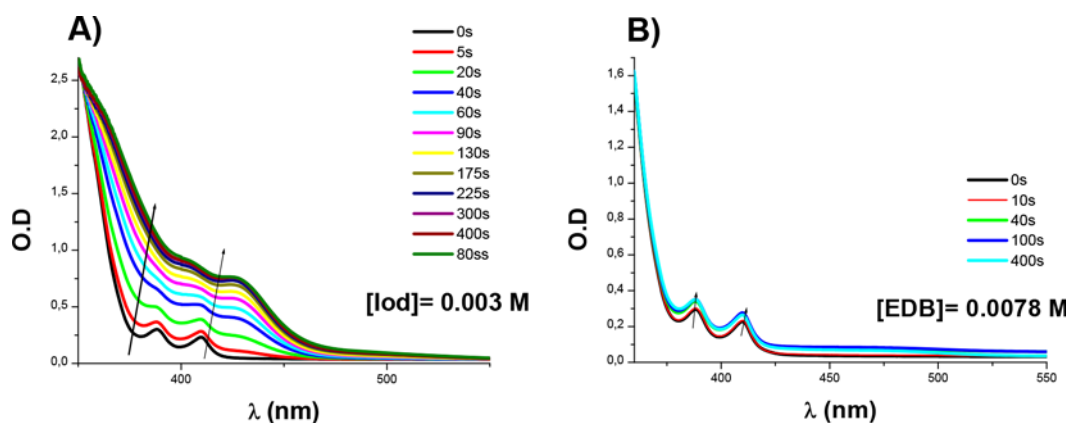 A)
0s
5s
20s
40s
60s
90s
130s
175s
225s
300s
400s
80ss
[Iod]= 0.003 M
O.D
2,5
2,0
1,5
1,0
0,5
0,0
400
500
λ (nm)
B)
0s
10s
40s
100s
400s
[EDB]= 0.0078 M
O.D
1,6
1,4
1,2
1,0
0,8
0,6
0,4
0,2
0,0
400
450
500
550
λ (nm)